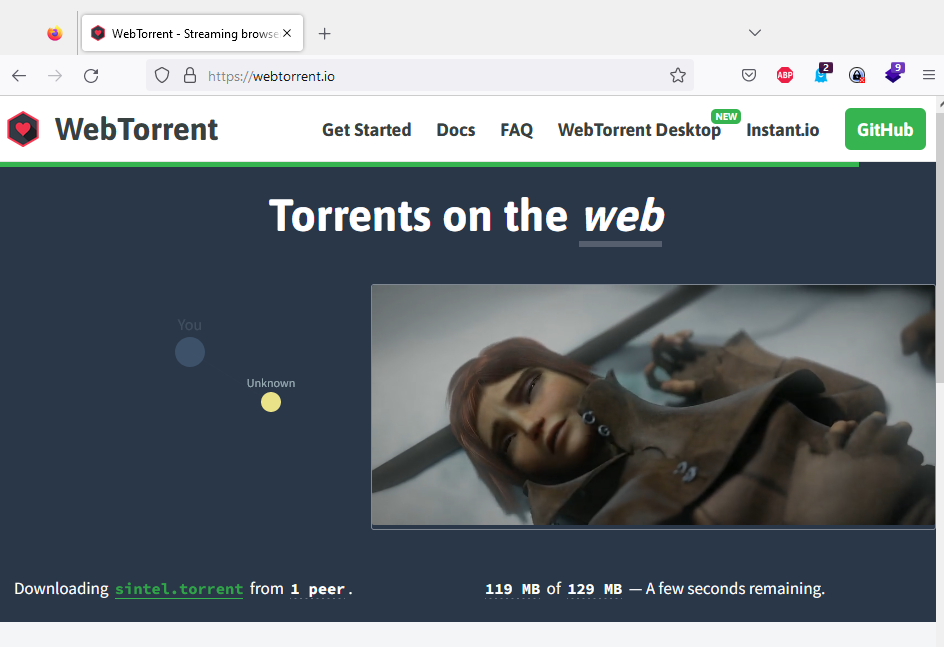 WebTorrent - Streaming browse
https://webtorrent.io
ABP
2
9
WebTorrent
Get Started
Docs
FAQ
WebTorrent Desktop
NEW
Instant.io
GitHub
Torrents on the web
You
Unknown
Downloading sintel.torrent from 1 peer.
119 MB of 129 MB — A few seconds remaining.